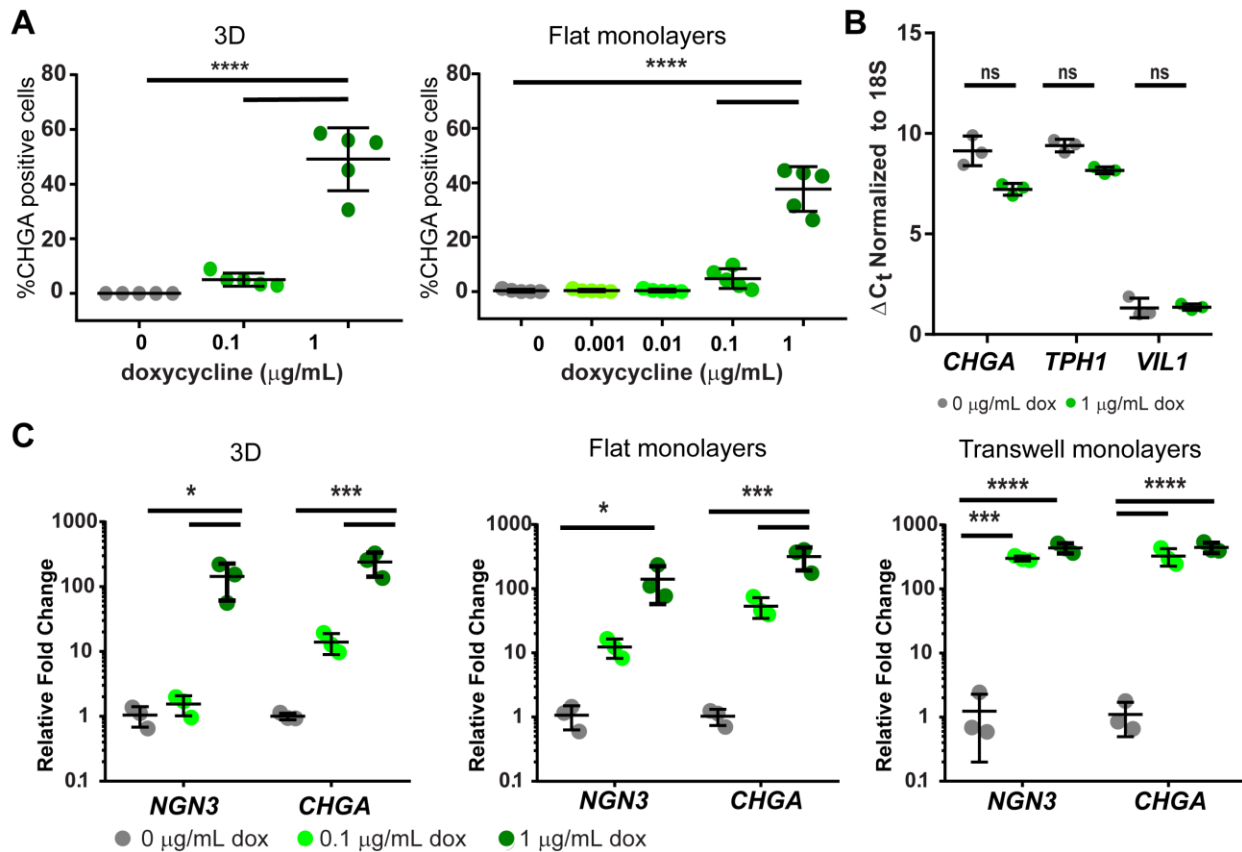 A
3D
****
%CHGA positive cells
80
60
40
20
0
0 0.1 1
doxycycline (μg/mL)
Flat monolayers
****
%CHGA positive cells
80
60
40
20
0
0 0.001 0.01 0.1 1
doxycycline (μg/mL)
B
ns ns ns
Δ Ct Normalized to 18S
15
10
5
0
CHGA TPH1 VIL1
0 μg/mL dox 1 μg/mL dox
C
3D
* ***
Relative Fold Change
1000
100
10
1
0.1
NGN3 CHGA
Flat monolayers
* ***
Relative Fold Change
1000
100
10
1
0.1
NGN3 CHGA
Transwell monolayers
**** ****
***
Relative Fold Change
1000
100
10
1
0.1
NGN3 CHGA
0 μg/mL dox 0.1 μg/mL dox 1 μg/mL dox